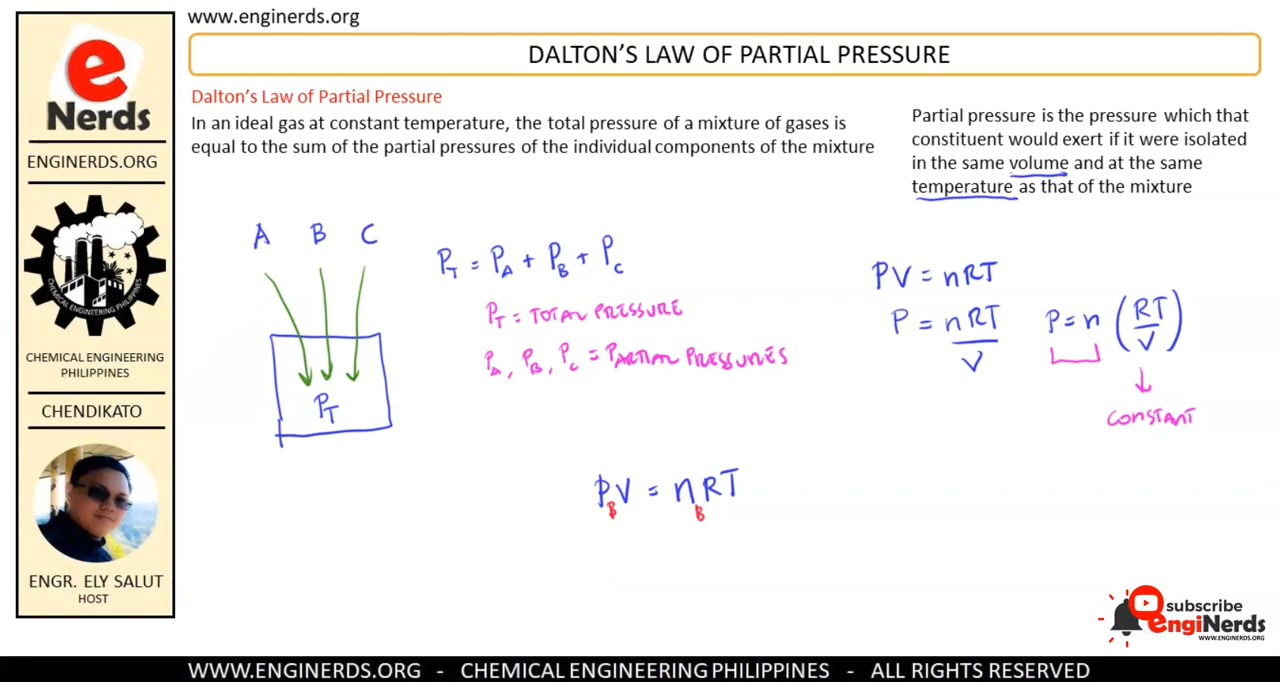 www.enginerds.org
DALTON'S LAW OF PARTIAL PRESSURE
e
Nerds
ENGINERDS.ORG
CHEMICAL ENGINEERING PHILIPPINES
CHEMICAL ENGINEERING
PHILIPPINES
CHENDIKATO
ENGR. ELY SALUT
HOST
Dalton's Law of Partial Pressure
In an ideal gas at constant temperature, the total pressure of a mixture of gases is
equal to the sum of the partial pressures of the individual components of the mixture
Partial pressure is the pressure which that
constituent would exert if it were isolated
in the same volume and at the same
temperature as that of the mixture
A B C
P_T
P_T = P_A + P_B + P_C
P_T = TOTAL PRESSURE
P_A, P_B, P_C = PARTIAL PRESSURES
PV = nRT
P = nRT/V
P = n (RT/V)
CONSTANT
P_B V = n_B RT
subscribe
engiNerds
WWW.ENGINERDS.ORG
WWW.ENGINERDS.ORG - CHEMICAL ENGINEERING PHILIPPINES - ALL RIGHTS RESERVED